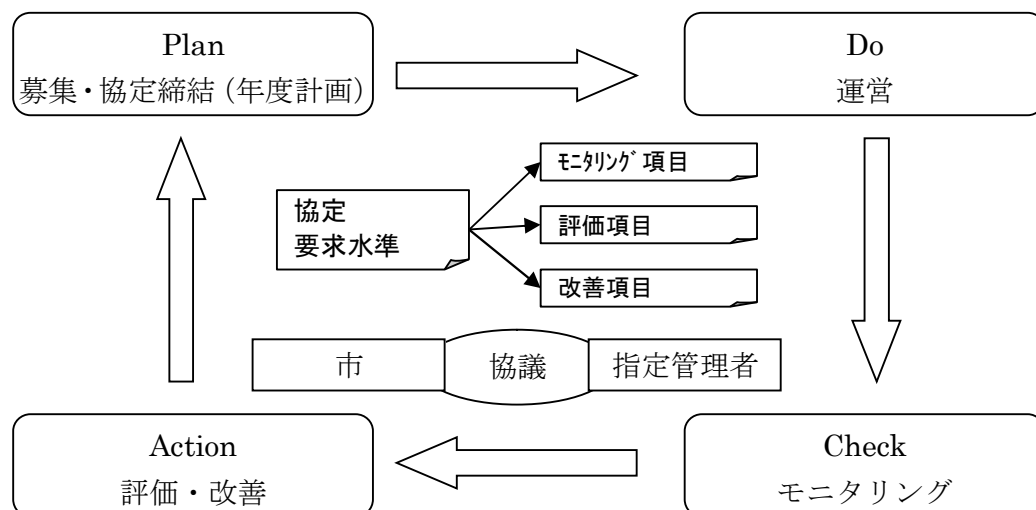 Plan
募集・協定締結（年度計画）
Do
運営
協定
要求水準
ﾓﾆﾀﾘﾝｸﾞ項目
評価項目
改善項目
市
協議
指定管理者
Action
評価・改善
Check
モニタリング